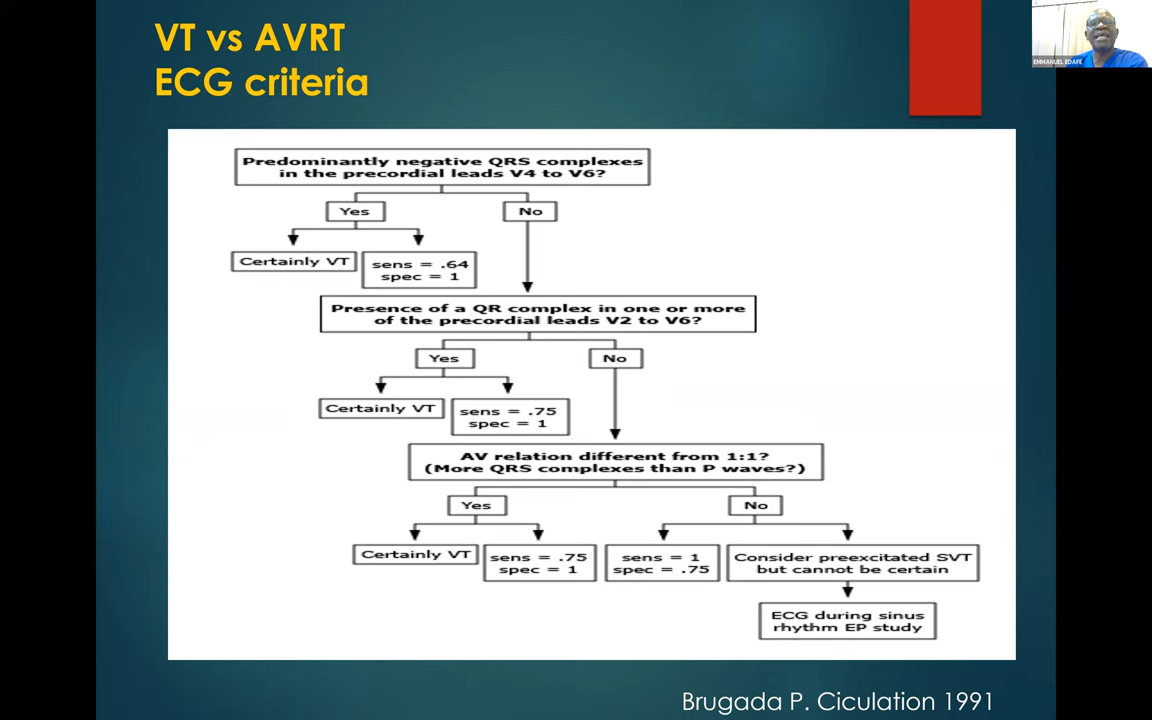 VT vs AVRT
ECG criteria
EMMANUEL EDAFE
Predominantly negative QRS complexes
in the precordial leads V4 to V6?
Yes
No
Certainly VT
sens = .64
spec = 1
Presence of a QR complex in one or more
of the precordial leads V2 to V6?
Yes
No
Certainly VT
sens = .75
spec = 1
AV relation different from 1:1?
(More QRS complexes than P waves?)
Yes
No
Certainly VT
sens = .75
spec = 1
sens = 1
spec = .75
Consider preexcitated SVT
but cannot be certain
ECG during sinus
rhythm EP study
Brugada P. Ciculation 1991